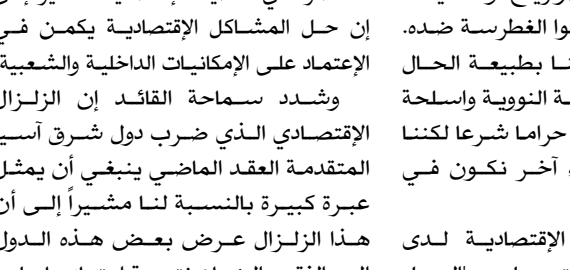 إن حل المشاكل الإقتصادية يكمن في
الإعتماد على الإمكانيات الداخلية والشعبية
وشدد سماحة القائد إن الزلزال
الإقتصادي الذي ضرب دول شرق آسيا
المتقدمة العقد الماضي ينبغي أن يمثل
عبرة كبيرة بالنسبة لنا مشيراً إلى أن
هذا الزلزال عرض بعض هذه الدول
وا الغطرسة ضده.
نا بطبيعة الحال
ة النووية واسلحة
حراما شرعا لكننا
آخر نكون في
الإقتصادية لدى